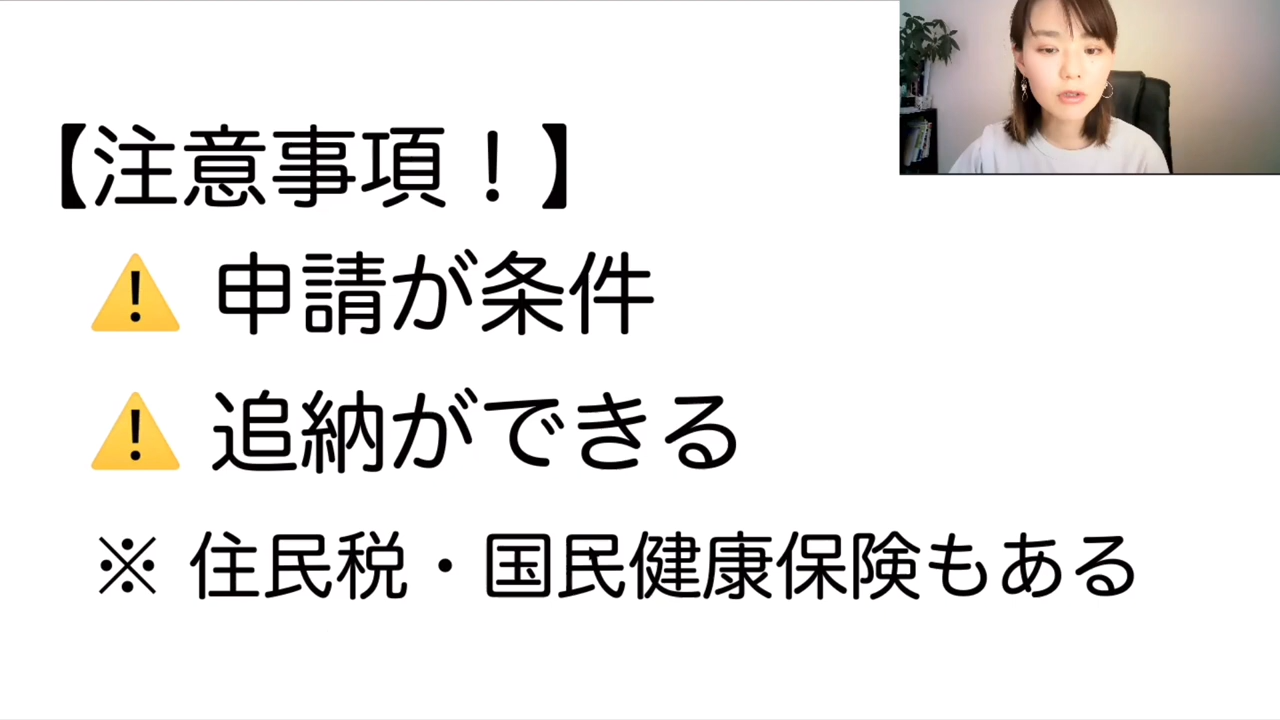 【注意事項！】
⚠️ 申請が条件
⚠️ 追納ができる
※ 住民税・国民健康保険もある